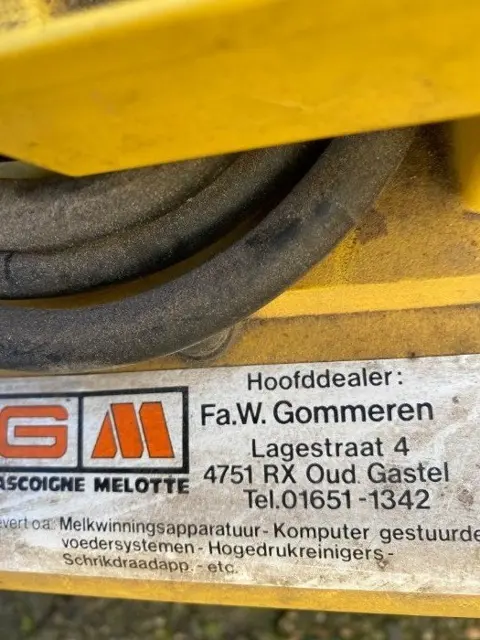 Hoofddealer:
GM Fa.W. Gommeren
Lagestraat 4
ASCOIGNE MELOTTE 4751 RX Oud Gastel
Tel.01651-1342
evert o.a: Melkwinningsapparatuur-Komputer gestuurde
voedersystemen-Hogedrukreinigers-
Schrikdraadapp.-etc.